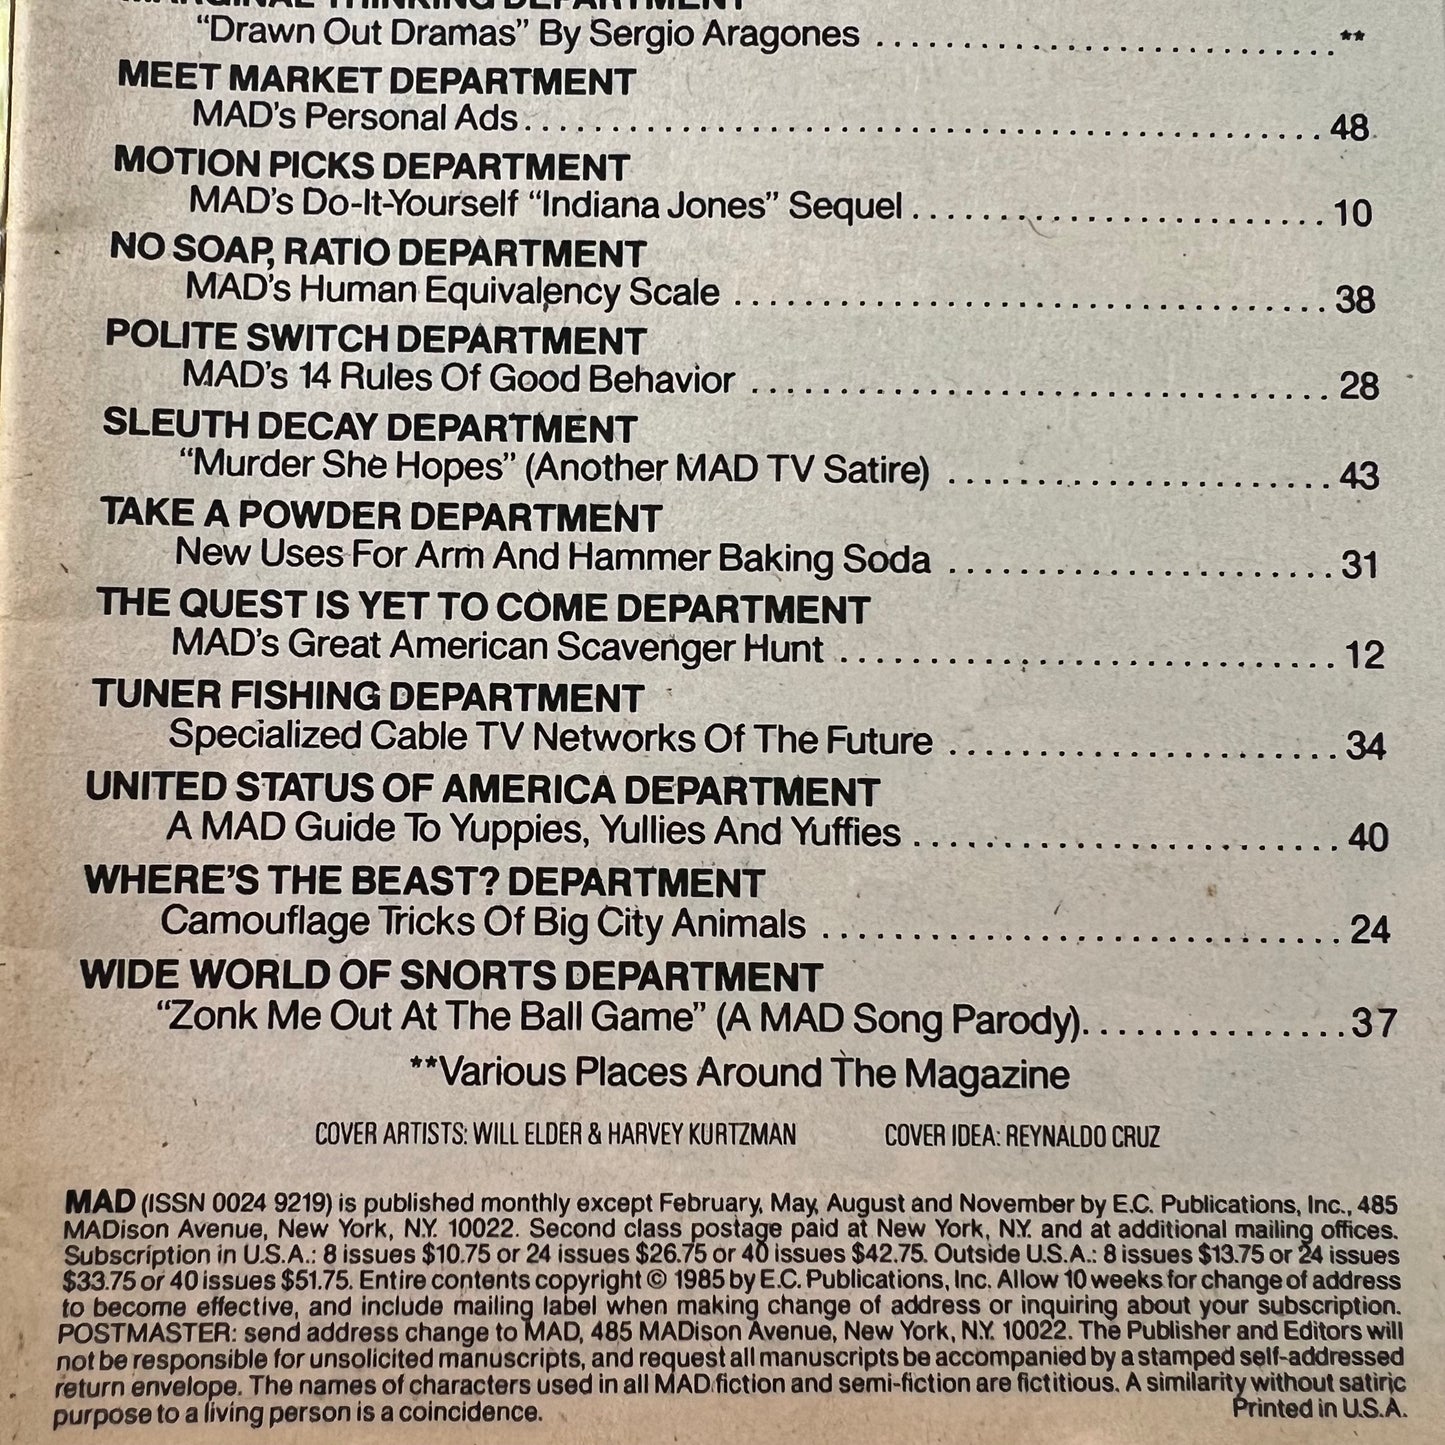 MARGINAL THINKING DEPARTMENT
"Drawn Out Dramas" By Sergio Aragones ............................**
MEET MARKET DEPARTMENT
MAD's Personal Ads................................................48
MOTION PICKS DEPARTMENT
MAD's Do-It-Yourself "Indiana Jones" Sequel.........................10
NO SOAP, RATIO DEPARTMENT
MAD's Human Equivalency Scale ...................................38
POLITE SWITCH DEPARTMENT
MAD's 14 Rules Of Good Behavior ..................................28
SLEUTH DECAY DEPARTMENT
"Murder She Hopes" (Another MAD TV Satire) ......................43
TAKE A POWDER DEPARTMENT
New Uses For Arm And Hammer Baking Soda ......................31
THE QUEST IS YET TO COME DEPARTMENT
MAD's Great American Scavenger Hunt .............................12
TUNER FISHING DEPARTMENT
Specialized Cable TV Networks Of The Future ......................34
UNITED STATUS OF AMERICA DEPARTMENT
A MAD Guide To Yuppies, Yullies And Yuffies ........................40
WHERE'S THE BEAST? DEPARTMENT
Camouflage Tricks Of Big City Animals ..............................24
WIDE WORLD OF SNORTS DEPARTMENT
"Zonk Me Out At The Ball Game" (A MAD Song Parody)...............37
**Various Places Around The Magazine
COVER ARTISTS: WILL ELDER & HARVEY KURTZMAN COVER IDEA: REYNALDO CRUZ
MAD (ISSN 0024 9219) is published monthly except February, May, August and November by E.C. Publications, Inc., 485
MADison Avenue, New York, N.Y. 10022. Second class postage paid at New York, N.Y. and at additional mailing offices.
Subscription in U.S.A.: 8 issues $10.75 or 24 issues $26.75 or 40 issues $42.75. Outside U.S.A.: 8 issues $13.75 or 24 issues
$33.75 or 40 issues $51.75. Entire contents copyright © 1985 by E.C. Publications, Inc. Allow 10 weeks for change of address
to become effective, and include mailing label when making change of address or inquiring about your subscription.
POSTMASTER: send address change to MAD, 485 MADison Avenue, New York, N.Y. 10022. The Publisher and Editors will
not be responsible for unsolicited manuscripts, and request all manuscripts be accompanied by a stamped self-addressed
return envelope. The names of characters used in all MAD fiction and semi-fiction are fictitious. A similarity without satiric
purpose to a living person is a coincidence. Printed in U.S.A.